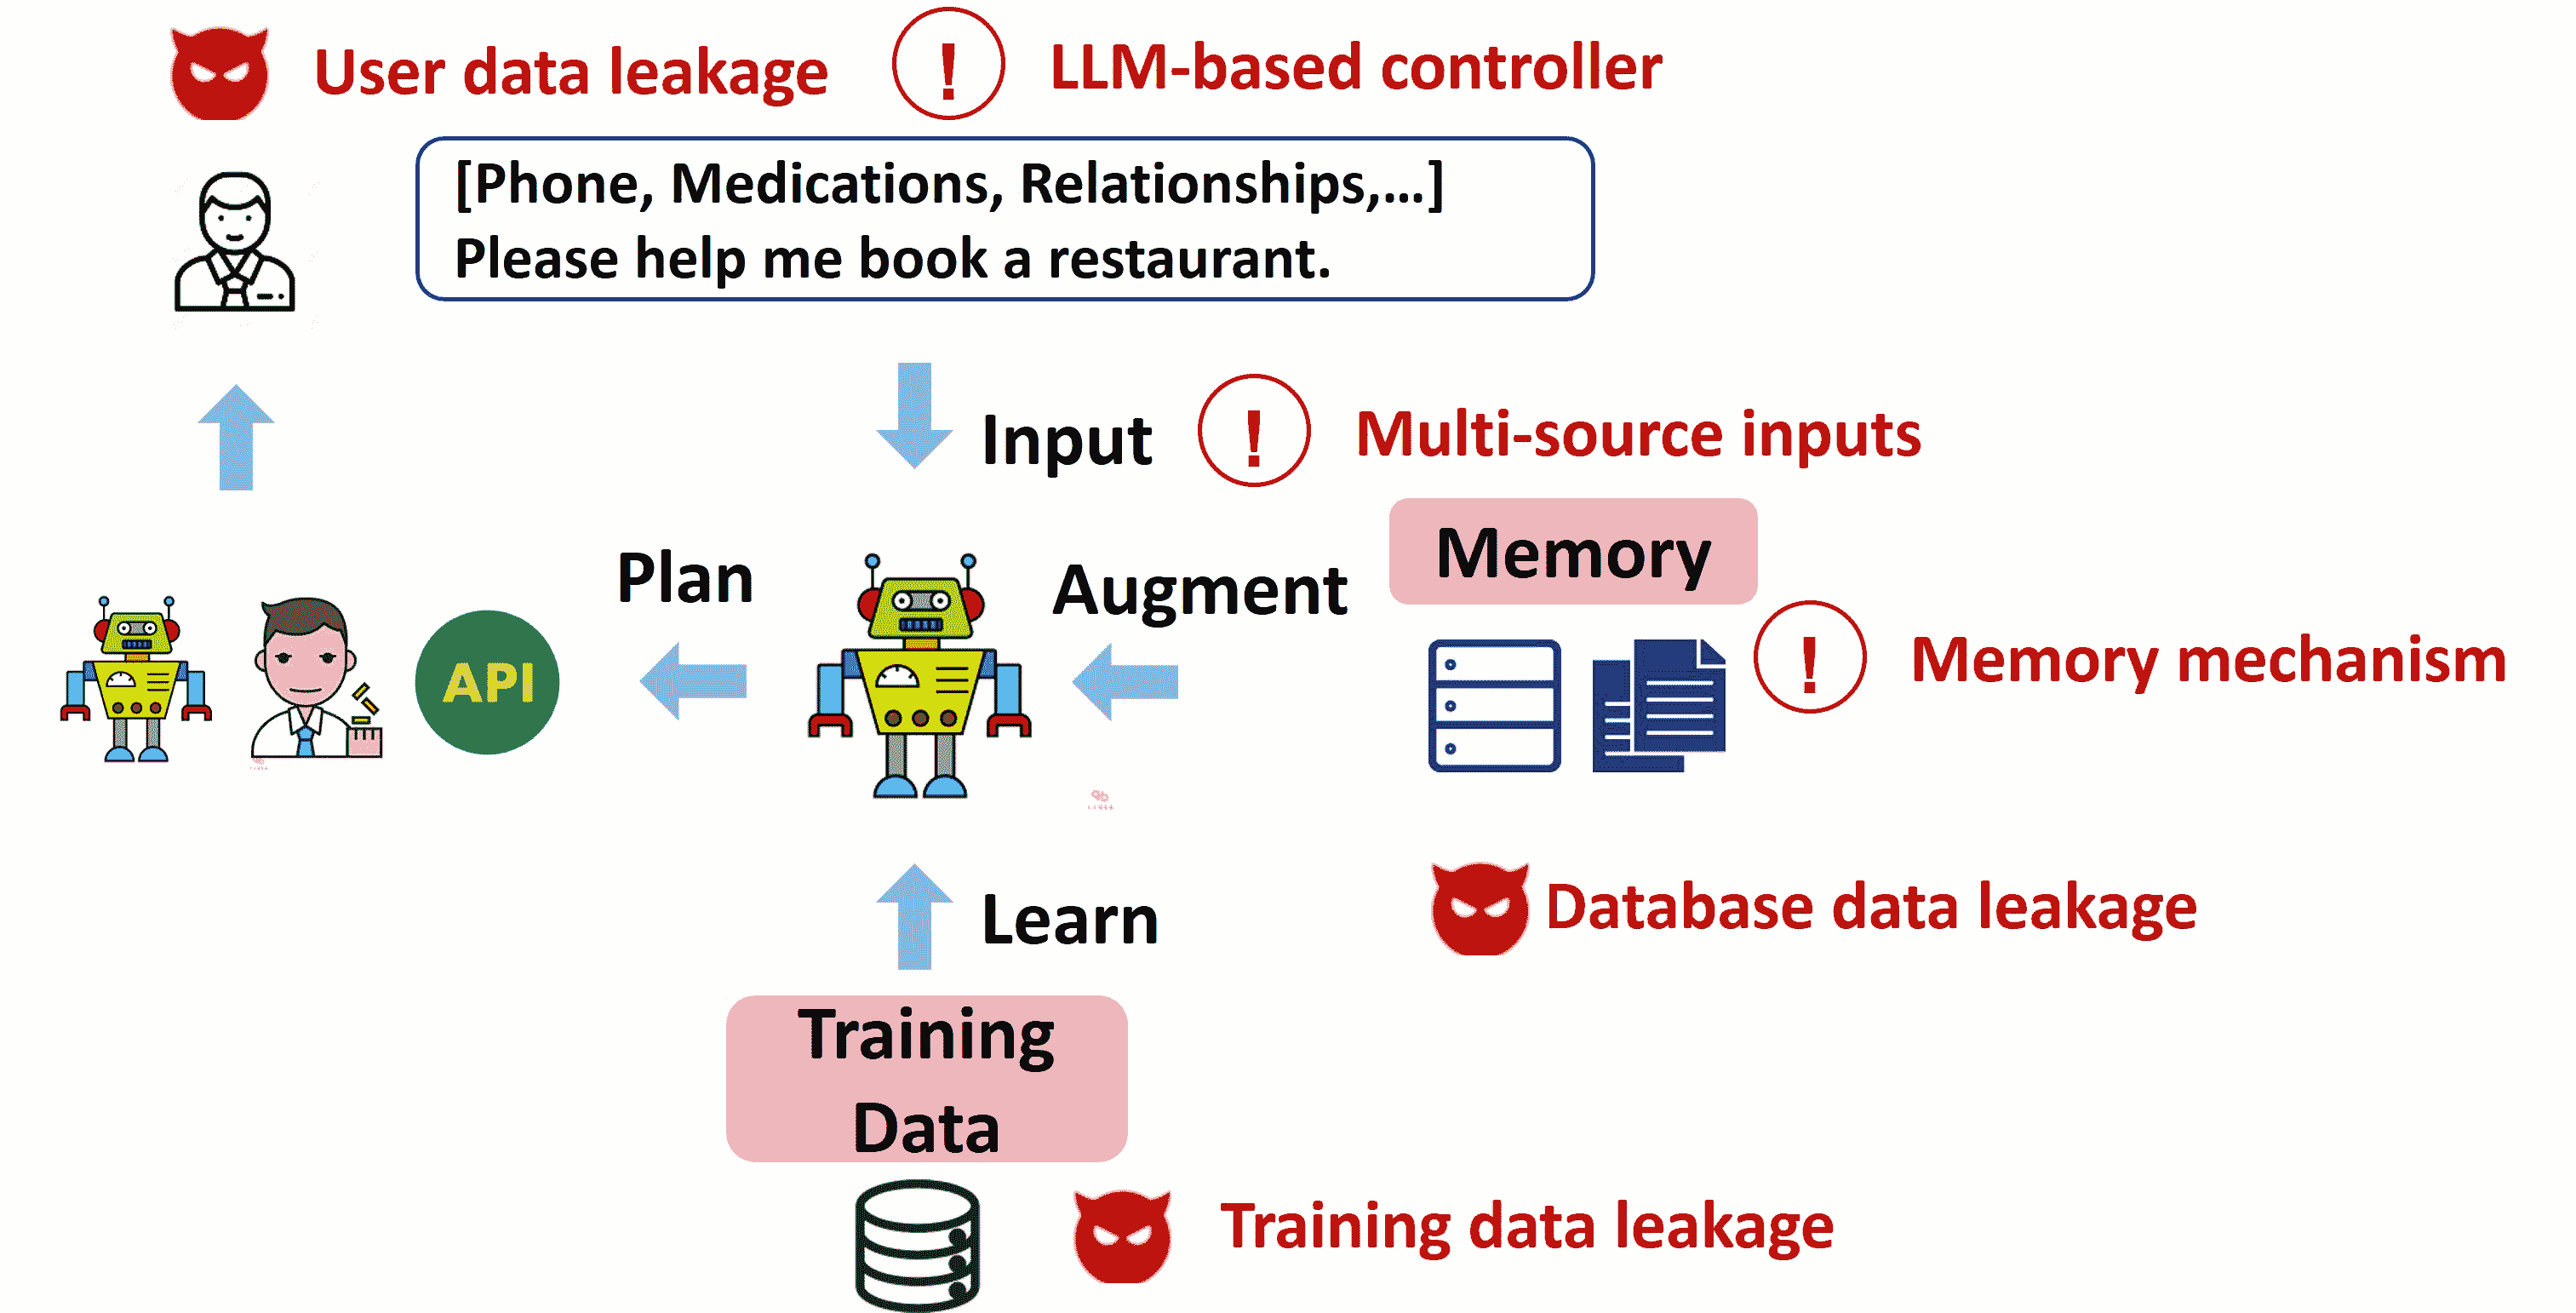 User data leakage
! LLM-based controller
[Phone, Medications, Relationships,...]
Please help me book a restaurant.
Input
! Multi-source inputs
Memory
Plan
Augment
API
! Memory mechanism
Database data leakage
Learn
Training
Data
Training data leakage